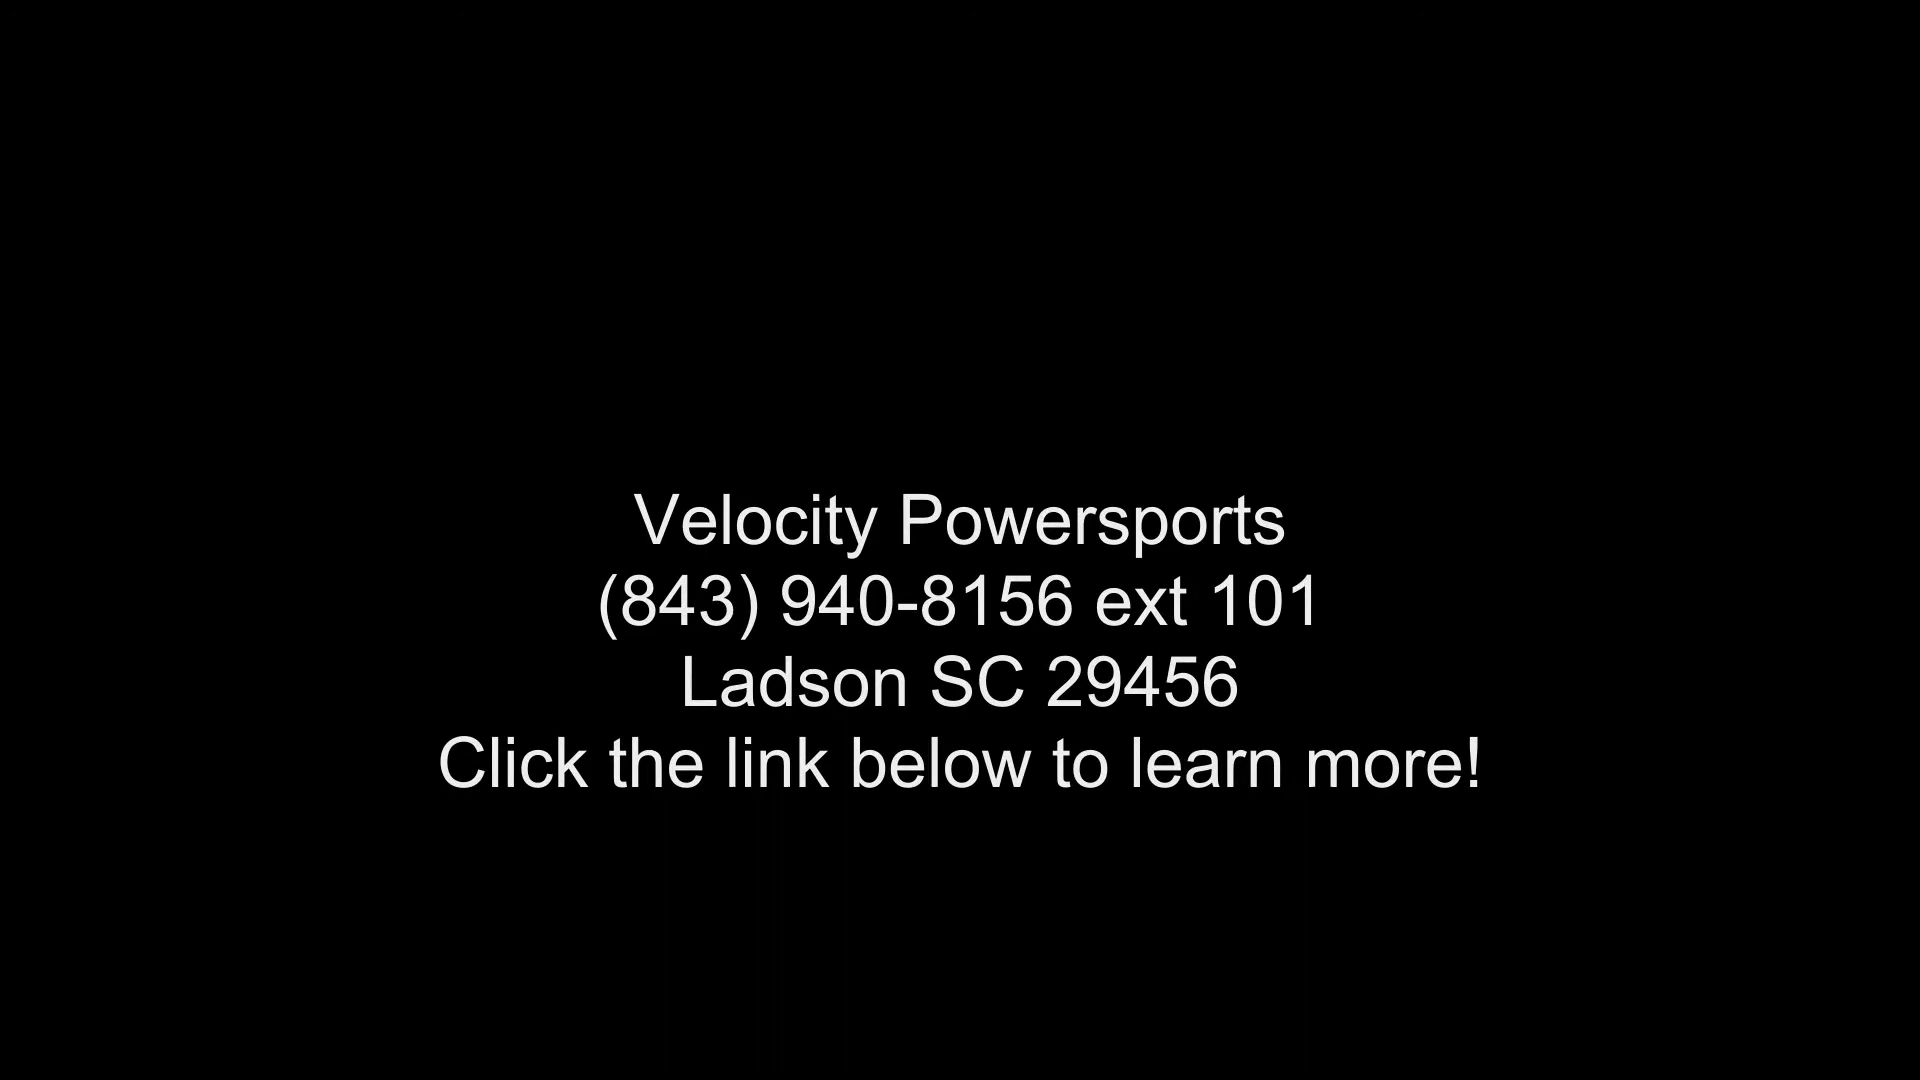 Velocity Powersports
(843) 940-8156 ext 101
Ladson SC 29456
Click the link below to learn more!